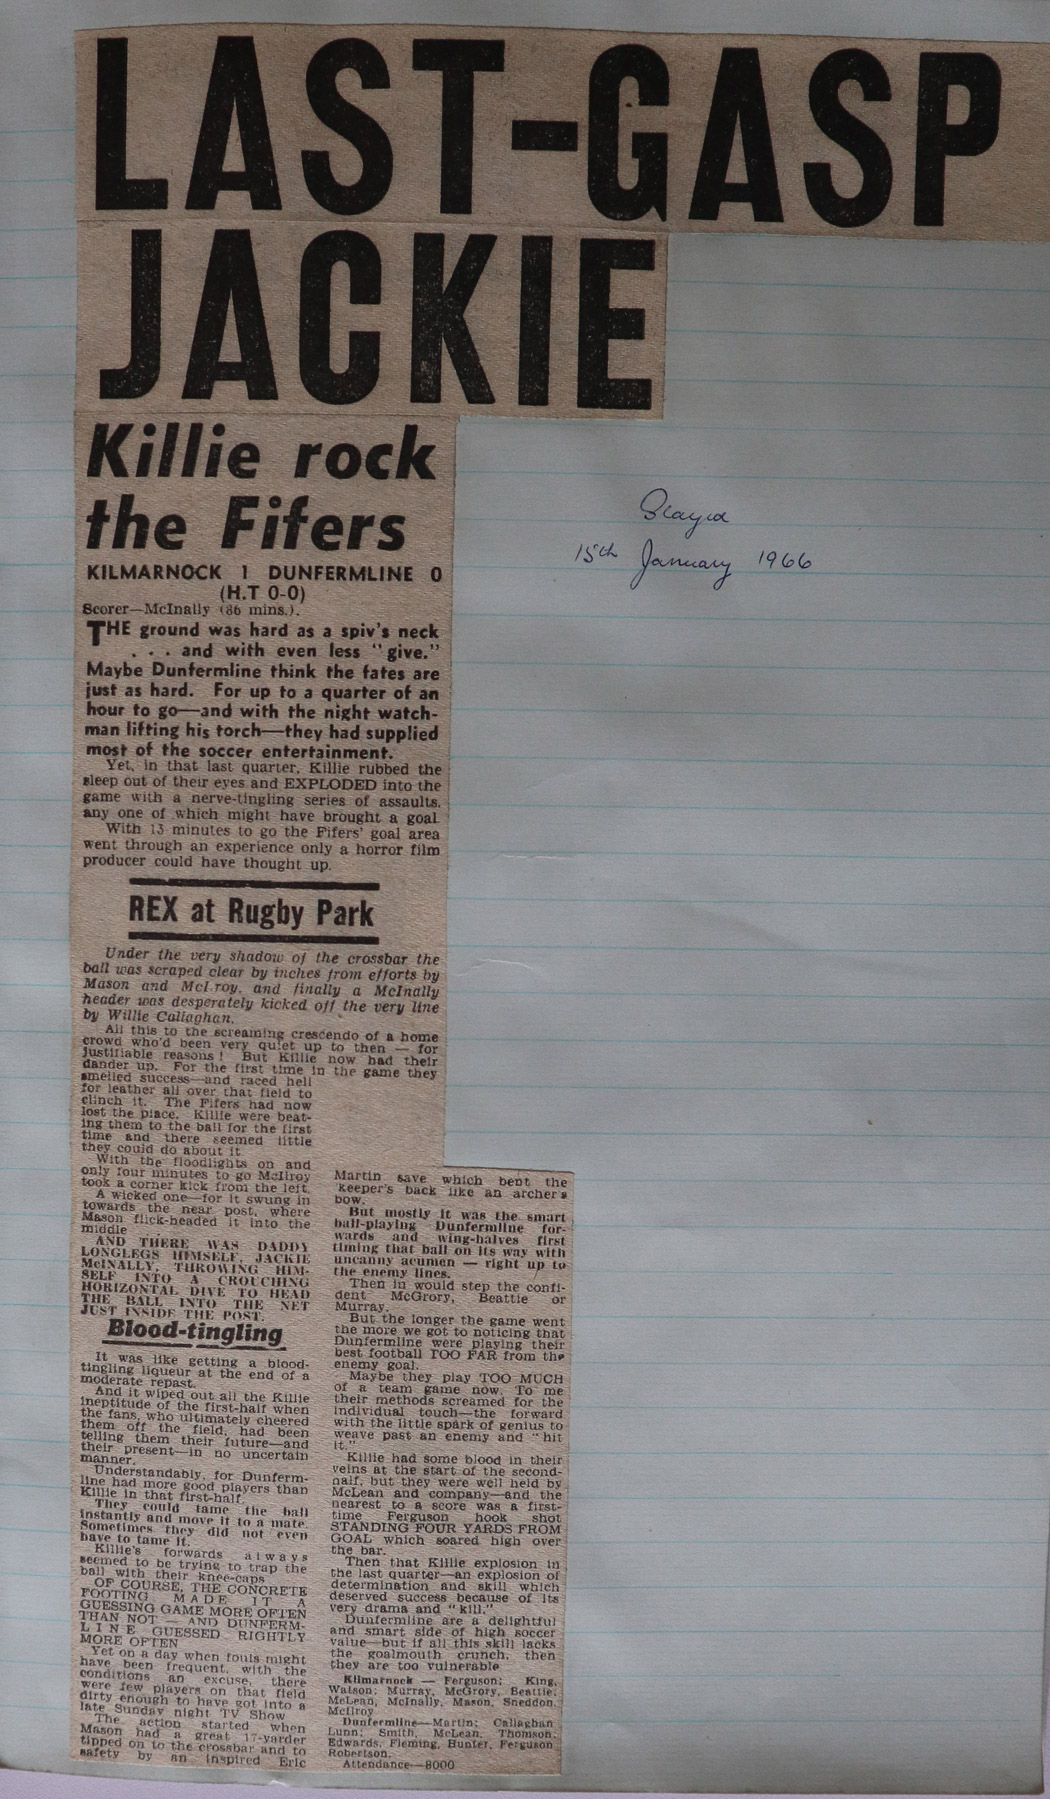 LAST-GASP
JACKIE
Killie rock
the Fifers
KILMARNOCK 1 DUNFERMLINE 0
(H.T 0-0)
Scorer—McInally (86 mins.).
THE ground was hard as a spiv's neck
. . . and with even less "give."
Maybe Dunfermline think the fates are
just as hard. For up to a quarter of an
hour to go—and with the night watch-
man lifting his torch—they had supplied
most of the soccer entertainment.
Yet, in that last quarter, Killie rubbed the
sleep out of their eyes and EXPLODED into the
game with a nerve-tingling series of assaults,
any one of which might have brought a goal.
With 13 minutes to go the Fifers' goal area
went through an experience only a horror film
producer could have thought up.
REX at Rugby Park
Under the very shadow of the crossbar the
ball was scraped clear by inches from efforts by
Mason and McLroy, and finally a McInally
header was desperately kicked off the very line
by Willie Callaghan.
All this to the screaming crescendo of a home
crowd who'd been very quiet up to then — for
justifiable reasons! But Killie now had their
dander up. For the first time in the game they
smelled success—and raced hell
for leather all over that field to
clinch it. The Fifers had now
lost the place. Killie were beat-
ing them to the ball for the first
time and there seemed little
they could do about it
With the floodlights on and
only four minutes to go McIlroy
took a corner kick from the left.
A wicked one—for it swung in
towards the near post, where
Mason flick-headed it into the
middle
AND THERE WAS DADDY
LONGLEGS HIMSELF, JACKIE
McINALLY, THROWING HIM-
SELF INTO A CROUCHING
HORIZONTAL DIVE TO HEAD
THE BALL INTO THE NET
JUST INSIDE THE POST.
Blood-tingling
It was like getting a blood-
tingling liqueur at the end of a
moderate repast.
And it wiped out all the Killie
ineptitude of the first-half when
the fans, who ultimately cheered
them off the field, had been
telling them their future—and
their present—in no uncertain
manner.
Understandably, for Dunferm-
line had more good players than
Killie in that first-half.
They could tame the ball
instantly and move it to a mate.
Sometimes they did not even
have to tame it.
Killie's forwards always
seemed to be trying to trap the
ball with their knee-caps
OF COURSE, THE CONCRETE
FOOTING MADE IT A
GUESSING GAME MORE OFTEN
THAN NOT — AND DUNFERM-
LINE GUESSED RIGHTLY
MORE OFTEN
Yet on a day when fouls might
have been frequent, with the
conditions an excuse, there
were few players on that field
dirty enough to have got into a
late Sunday night TV Show
The action started when
Mason had a great 17-yarder
tipped on to the crossbar and to
safety by an inspired Eric
Martin save which bent the
'keeper's back like an archer's
bow.
But mostly it was the smart
ball-playing Dunfermline for-
wards and wing-halves first
timing that ball on its way with
uncanny acumen — right up to
the enemy lines.
Then in would step the confi-
dent McGrory, Beattie or
Murray.
But the longer the game went
the more we got to noticing that
Dunfermline were playing their
best football TOO FAR from the
enemy goal.
Maybe they play TOO MUCH
of a team game now. To me
their methods screamed for the
individual touch—the forward
with the little spark of genius to
weave past an enemy and "hit
it."
Killie had some blood in their
veins at the start of the second-
half, but they were well held by
McLean and company—and the
nearest to a score was a first-
time Ferguson hook shot
STANDING FOUR YARDS FROM
GOAL which soared high over
the bar.
Then that Killie explosion in
the last quarter—an explosion of
determination and skill which
deserved success because of its
very drama and "kill."
Dunfermline are a delightful
and smart side of high soccer
value—but if all this skill lacks
the goalmouth crunch, then
they are too vulnerable
Kilmarnock — Ferguson; King,
Watson; Murray, McGrory, Beattie;
McLean, McInally, Mason, Sneddon,
McIlroy
Dunfermline—Martin; Callaghan
Lunn; Smith, McLean, Thomson;
Edwards, Fleming, Hunter, Ferguson
Robertson.
Attendance—8000
15th January 1966